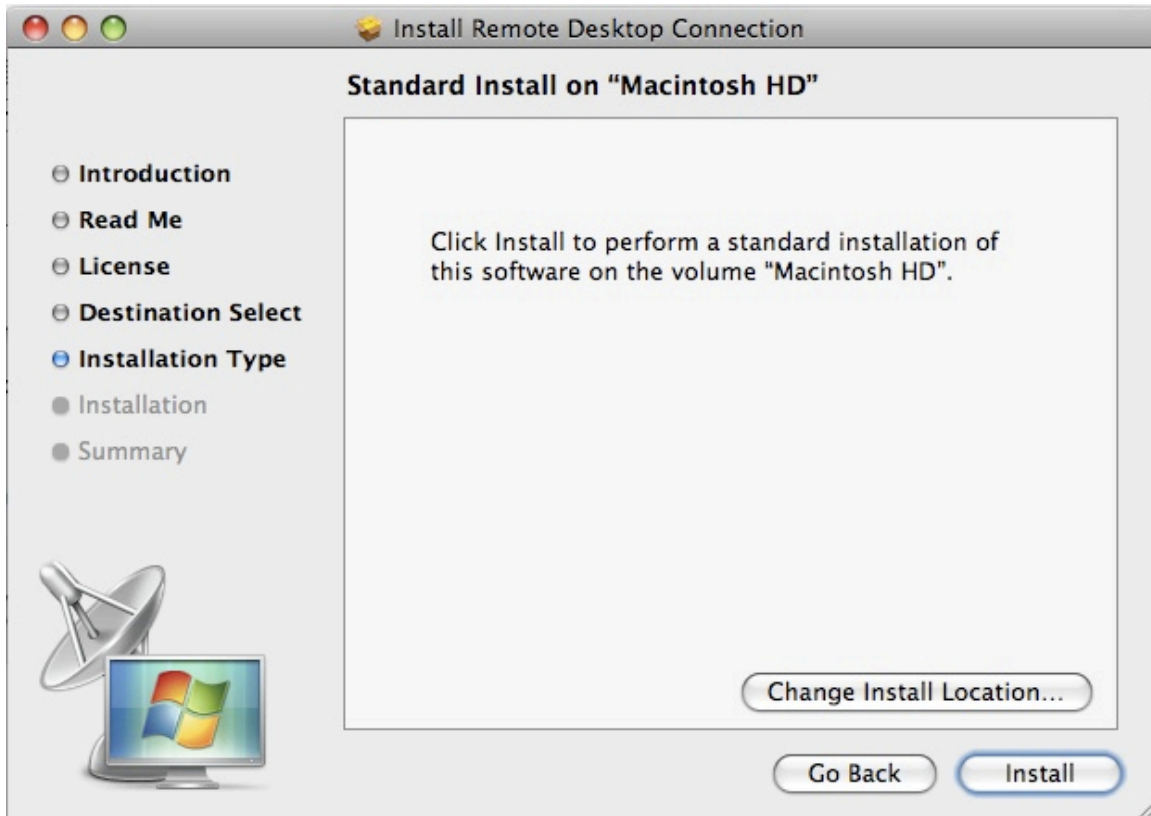 Install Remote Desktop Connection
Standard Install on “Macintosh HD”
Introduction
Read Me
License
Destination Select
Installation Type
Installation
Summary
Click Install to perform a standard installation of
this software on the volume “Macintosh HD”.
Change Install Location...
Go Back
Install